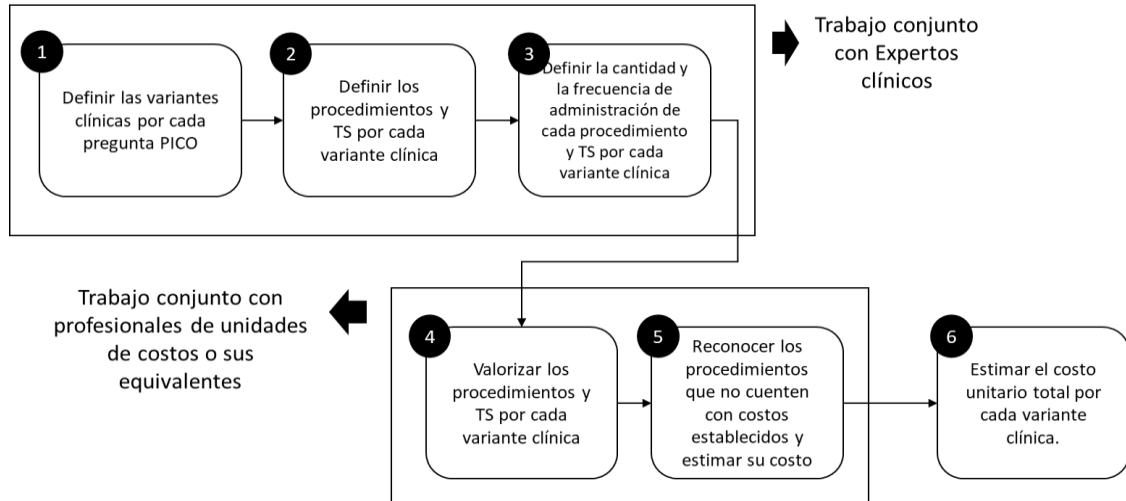 1
Definir las variantes
clínicas por cada
pregunta PICO
2
Definir los
procedimientos y
TS por cada
variante clínica
3
Definir la cantidad y
la frecuencia de
administración de
cada procedimiento
y TS por cada
variante clínica
Trabajo conjunto
con Expertos
clínicos
Trabajo conjunto con
profesionales de unidades
de costos o sus
equivalentes
4
Valorizar los
procedimientos y
TS por cada
variante clínica
5
Reconocer los
procedimientos
que no cuenten
con costos
establecidos y
estimar su costo
6
Estimar el costo
unitario total por
cada variante
clínica.